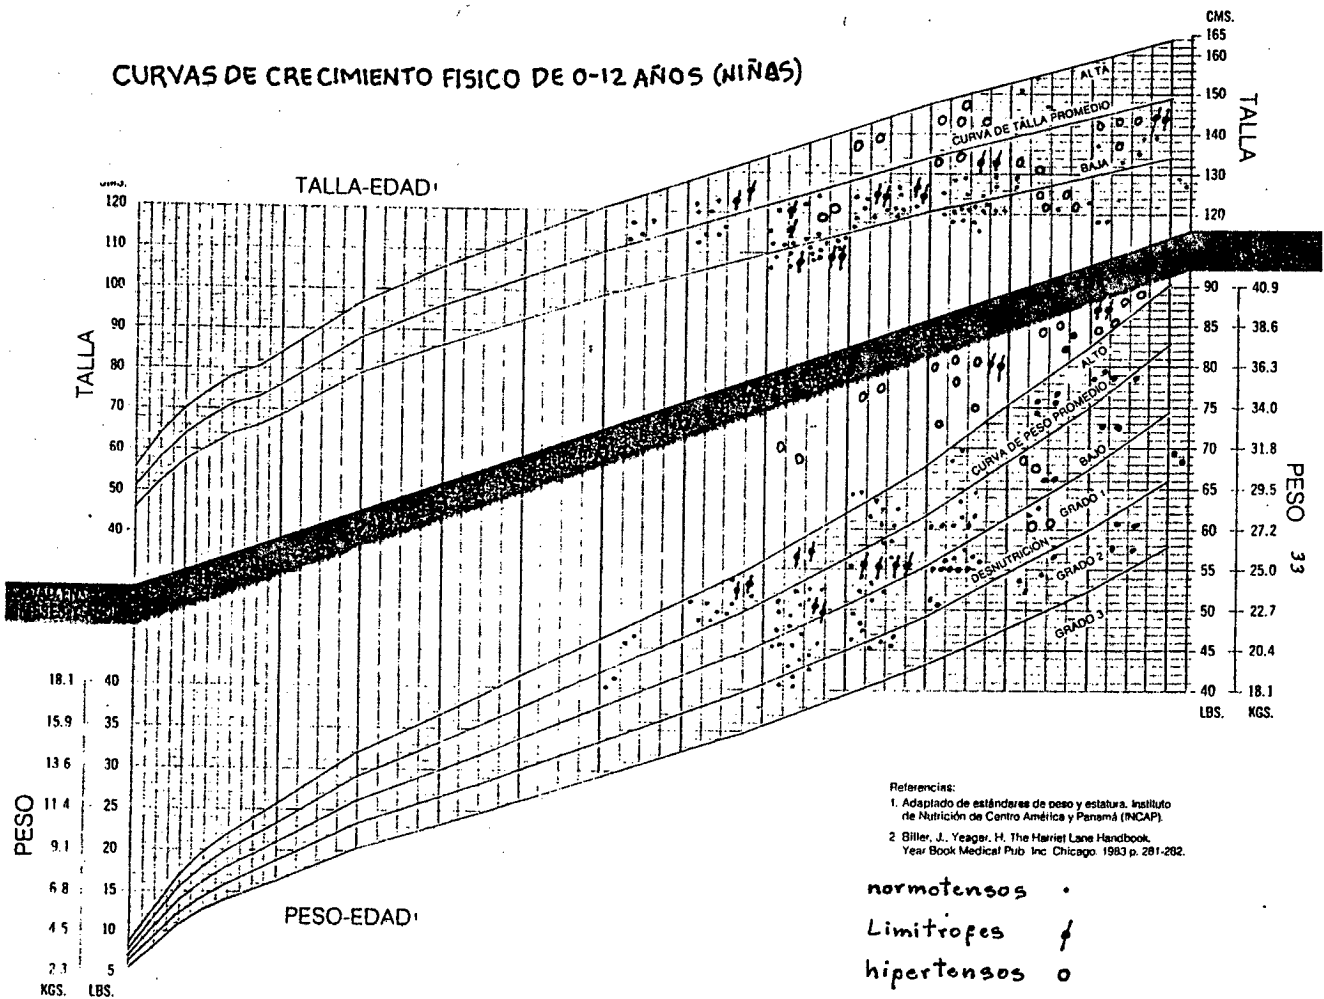 CURVAS DE CRECIMIENTO FISICO DE 0-12 AÑOS (NIÑAS)
CMS.
165
160
150
140
130
120
TALLA
ALTA
CURVA DE TALLA PROMEDIO
BAJA
TALLA-EDAD¹
120
110
100
90
80
70
60
50
40
TALLA
90 40.9
85 38.6
80 36.3
75 34.0
70 31.8
65 29.5
60 27.2
55 25.0
50 22.7
45 20.4
40 18.1
LBS. KGS.
PESO
33
ALTO
CURVA DE PESO PROMEDIO
BAJO
DESNUTRICIÓN
GRADO 1
GRADO 2
GRADO 3
18.1 40
15.9 35
13.6 30
11.4 25
9.1 20
6.8 15
4.5 10
2.3 5
KGS. LBS.
PESO
PESO-EDAD¹
Referencias:
1. Adaptado de estándares de peso y estatura. Instituto
de Nutrición de Centro América y Panamá (INCAP).
2 Biller, J., Yeager, H. The Harriet Lane Handbook.
Year Book Medical Pub. Inc. Chicago. 1983 p. 281-282.
normotensos
Limitrofes
hipertensos